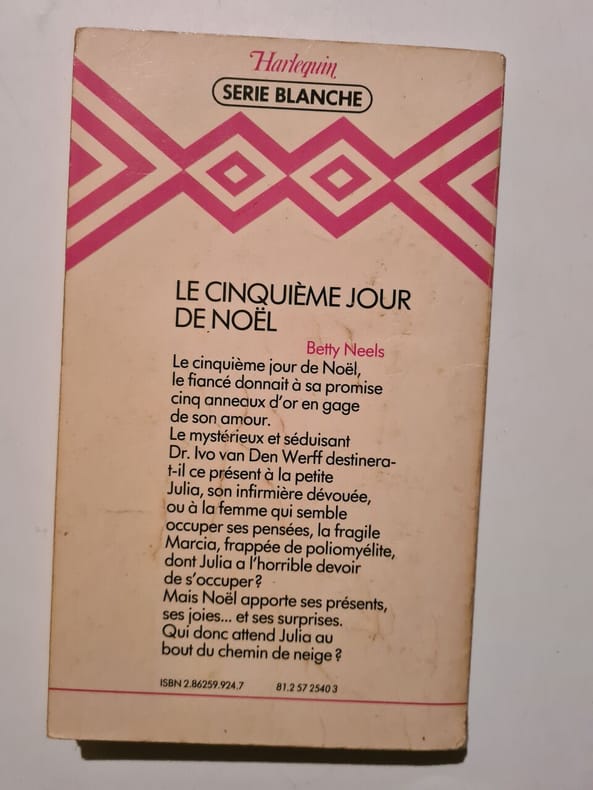 Harlequin
SERIE BLANCHE
LE CINQUIÈME JOUR
DE NOËL
Betty Neels
Le cinquième jour de Noël,
le fiancé donnait à sa promise
cinq anneaux d'or en gage
de son amour.
Le mystérieux et séduisant
Dr. Ivo van Den Werff destinera-
t-il ce présent à la petite
Julia, son infirmière dévouée,
ou à la femme qui semble
occuper ses pensées, la fragile
Marcia, frappée de poliomyélite,
dont Julia a l'horrible devoir
de s'occuper?
Mais Noël apporte ses présents,
ses joies... et ses surprises.
Qui donc attend Julia au
bout du chemin de neige?
ISBN 2.86259.924.7 81.2 57 2540 3